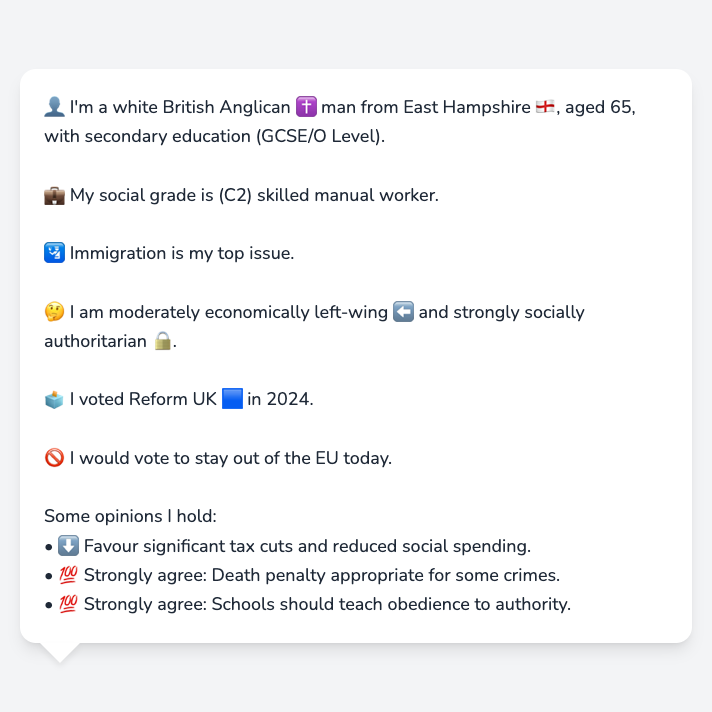 👤 I'm a white British Anglican ✝️ man from East Hampshire 🏴󠁧󠁢󠁥󠁮󠁧󠁿, aged 65,
with secondary education (GCSE/O Level).
💼 My social grade is (C2) skilled manual worker.
🛂 Immigration is my top issue.
🤔 I am moderately economically left-wing ⬅️ and strongly socially
authoritarian 🔒.
🗳️ I voted Reform UK 🟦 in 2024.
🚫 I would vote to stay out of the EU today.
Some opinions I hold:
• ⬇️ Favour significant tax cuts and reduced social spending.
• 💯 Strongly agree: Death penalty appropriate for some crimes.
• 💯 Strongly agree: Schools should teach obedience to authority.